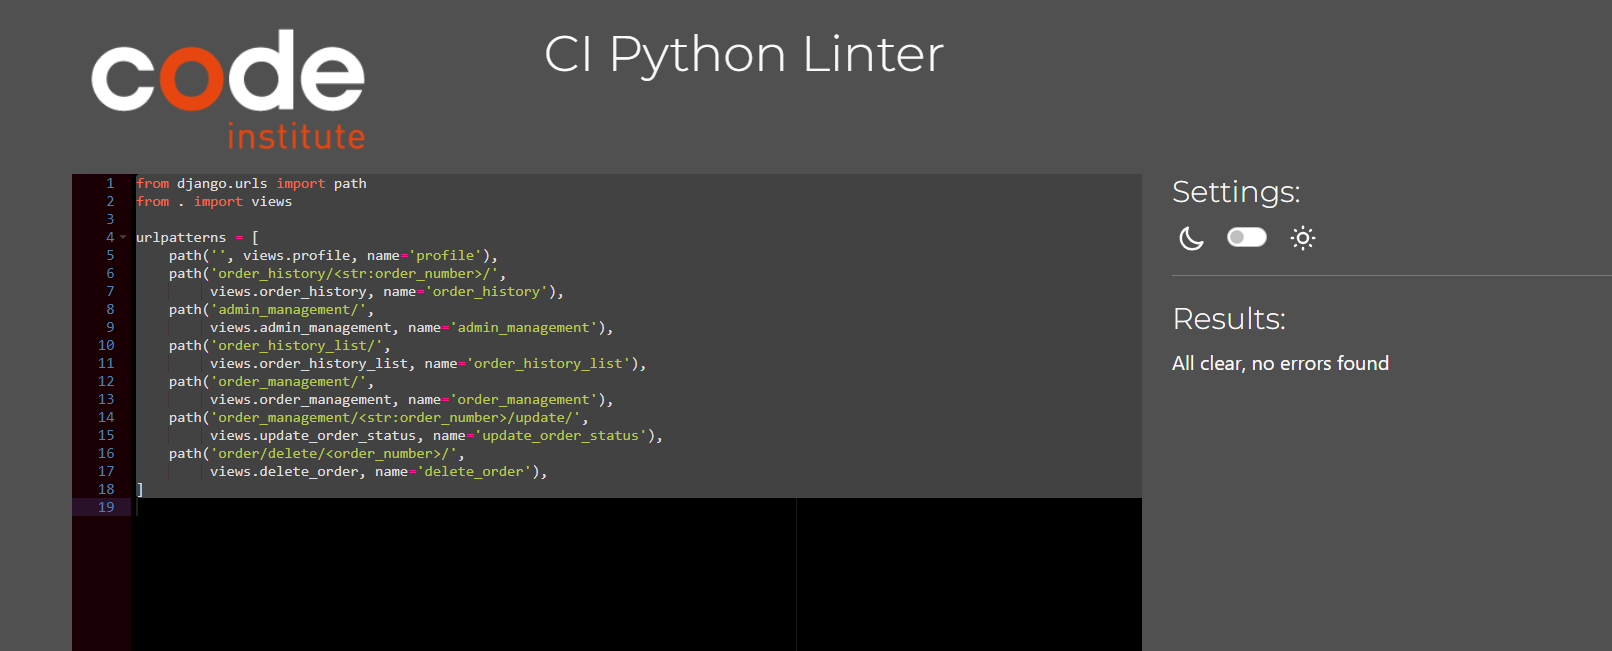 code
institute
CI Python Linter
1 from django.urls import path
2 from . import views
3
4 urlpatterns = [
5     path('', views.profile, name='profile'),
6     path('order_history/<str:order_number>/',
7          views.order_history, name='order_history'),
8     path('admin_management/',
9          views.admin_management, name='admin_management'),
10     path('order_history_list/',
11          views.order_history_list, name='order_history_list'),
12     path('order_management/',
13          views.order_management, name='order_management'),
14     path('order_management/<str:order_number>/update/',
15          views.update_order_status, name='update_order_status'),
16     path('order/delete/<order_number>/',
17          views.delete_order, name='delete_order'),
18 ]
19
Settings:
Results:
All clear, no errors found